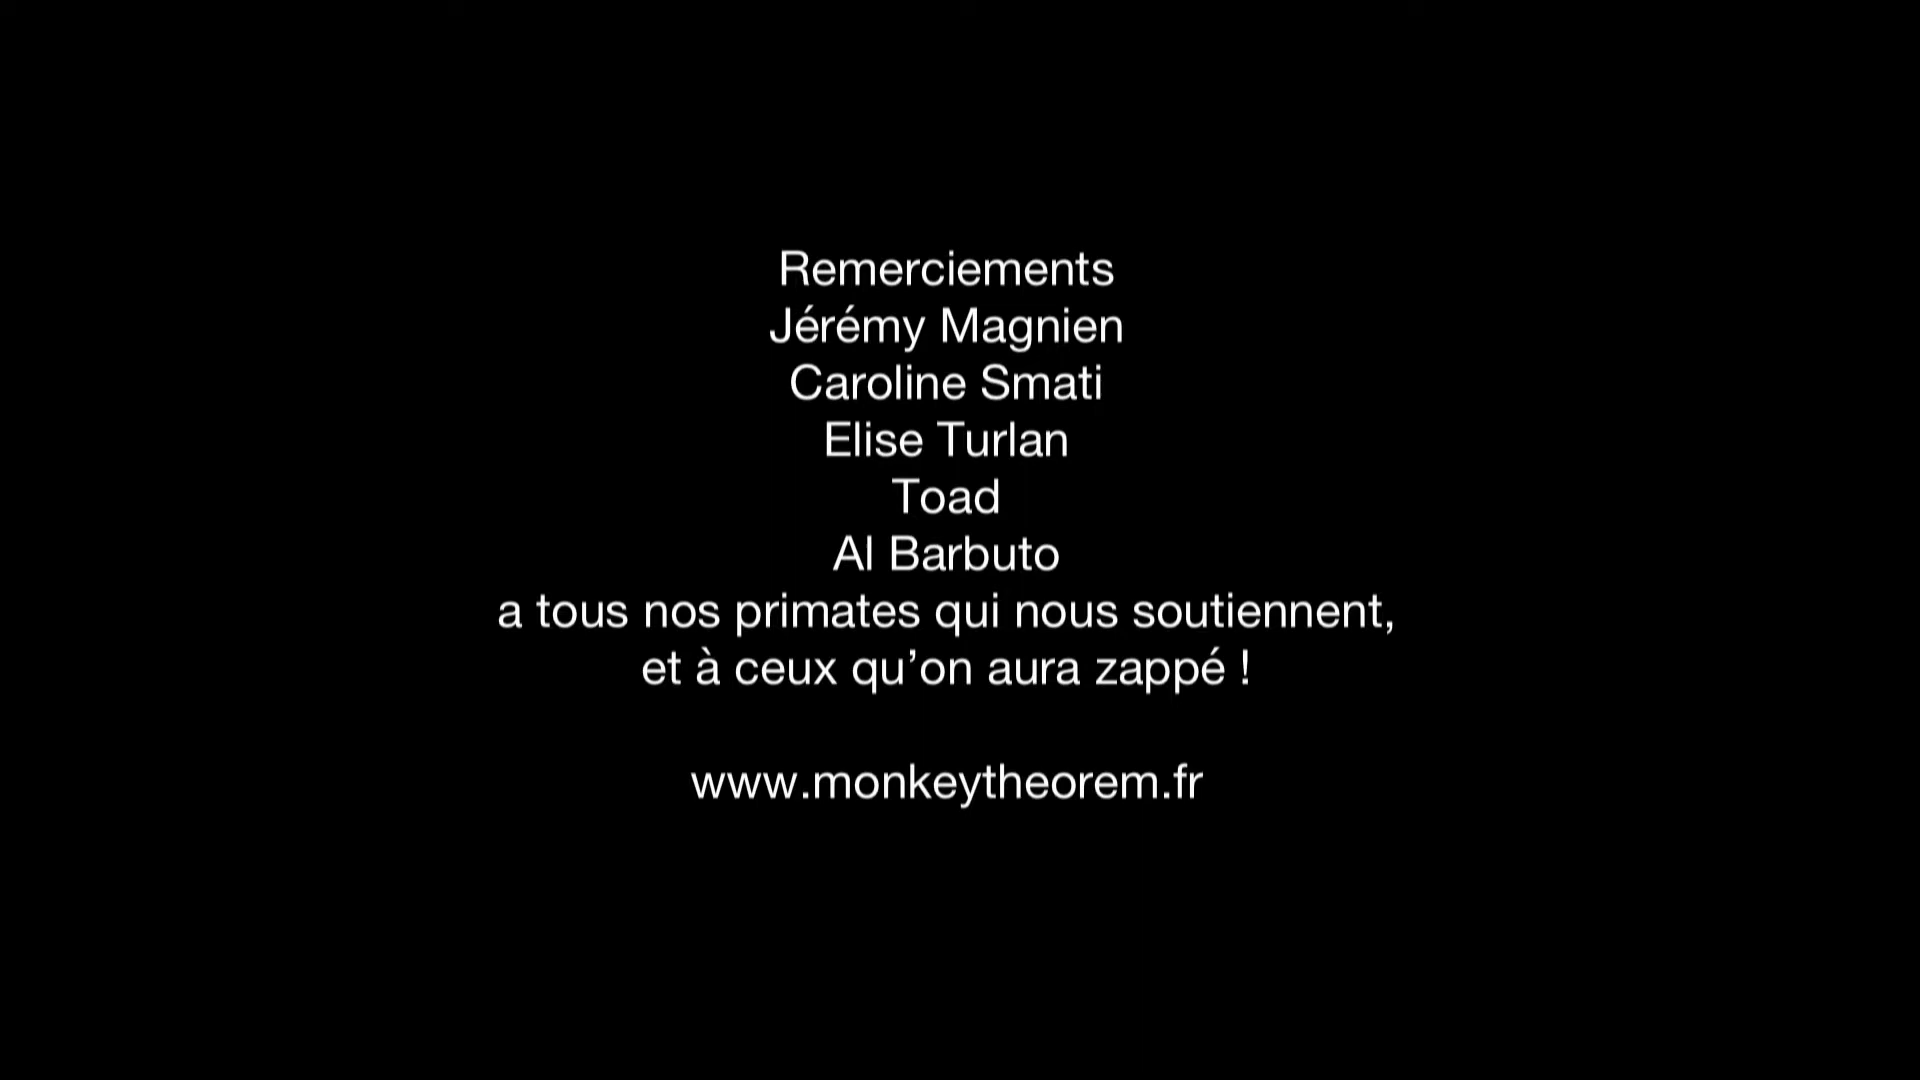 Remerciements
Jérémy Magnien
Caroline Smati
Elise Turlan
Toad
Al Barbuto
a tous nos primates qui nous soutiennent,
et à ceux qu’on aura zappé !
www.monkeytheorem.fr